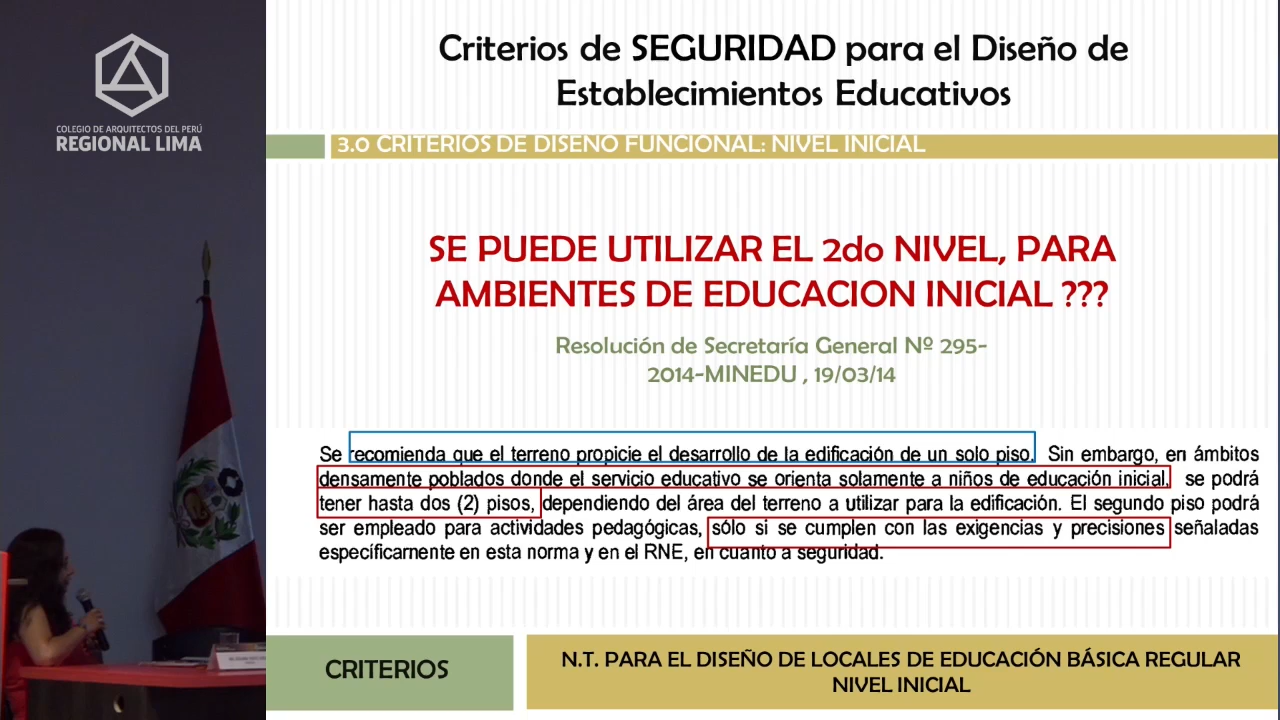 COLEGIO DE ARQUITECTOS DEL PERÚ
REGIONAL LIMA
Criterios de SEGURIDAD para el Diseño de
Establecimientos Educativos
3.0 CRITERIOS DE DISEÑO FUNCIONAL: NIVEL INICIAL
SE PUEDE UTILIZAR EL 2do NIVEL, PARA
AMBIENTES DE EDUCACION INICIAL ???
Resolución de Secretaría General Nº 295-
2014-MINEDU , 19/03/14
Se recomienda que el terreno propicie el desarrollo de la edificación de un solo piso. Sin embargo, en ámbitos
densamente poblados donde el servicio educativo se orienta solamente a niños de educación inicial, se podrá
tener hasta dos (2) pisos, dependiendo del área del terreno a utilizar para la edificación. El segundo piso podrá
ser empleado para actividades pedagógicas, sólo si se cumplen con las exigencias y precisiones señaladas
específicamente en esta norma y en el RNE, en cuanto a seguridad.
CRITERIOS
N.T. PARA EL DISEÑO DE LOCALES DE EDUCACIÓN BÁSICA REGULAR
NIVEL INICIAL